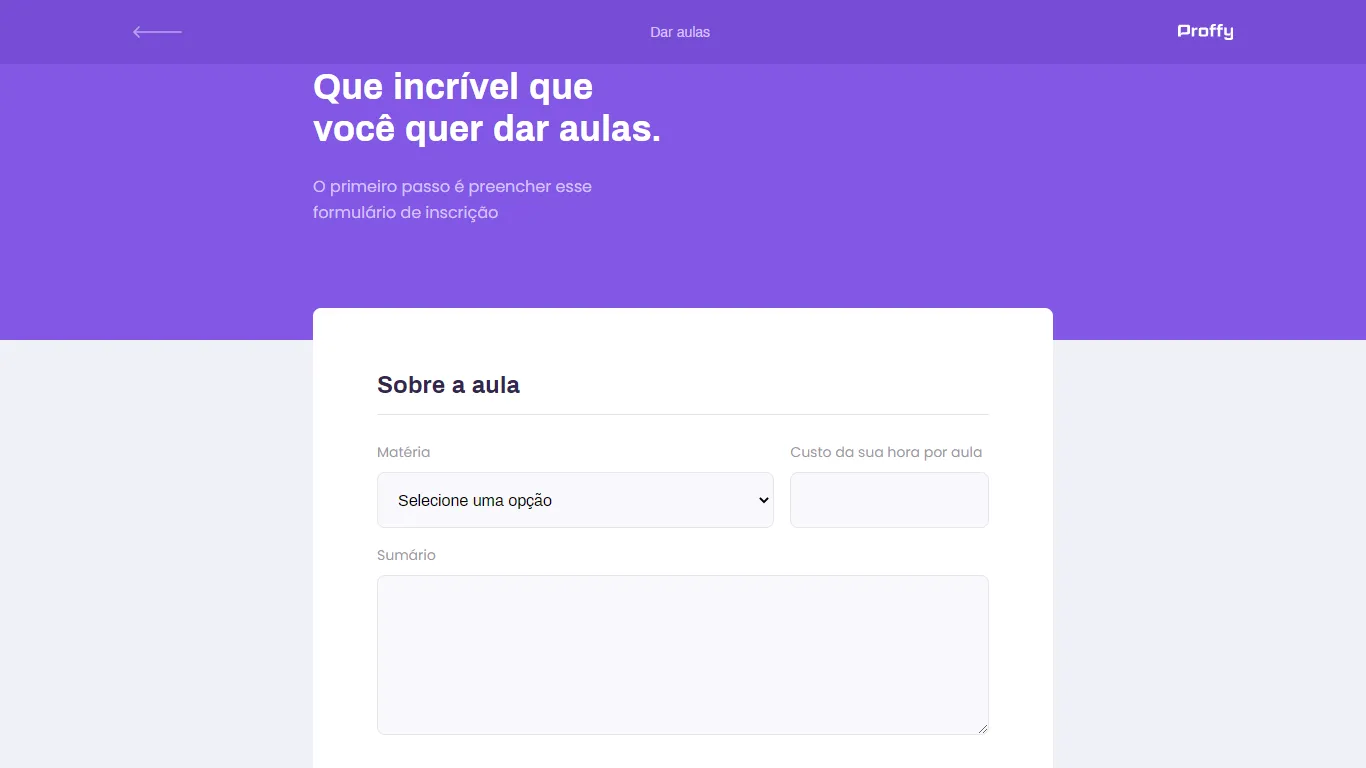 Dar aulas
Proffy
Que incrível que
você quer dar aulas.
O primeiro passo é preencher esse
formulário de inscrição
Sobre a aula
Matéria
Custo da sua hora por aula
Selecione uma opção
Sumário